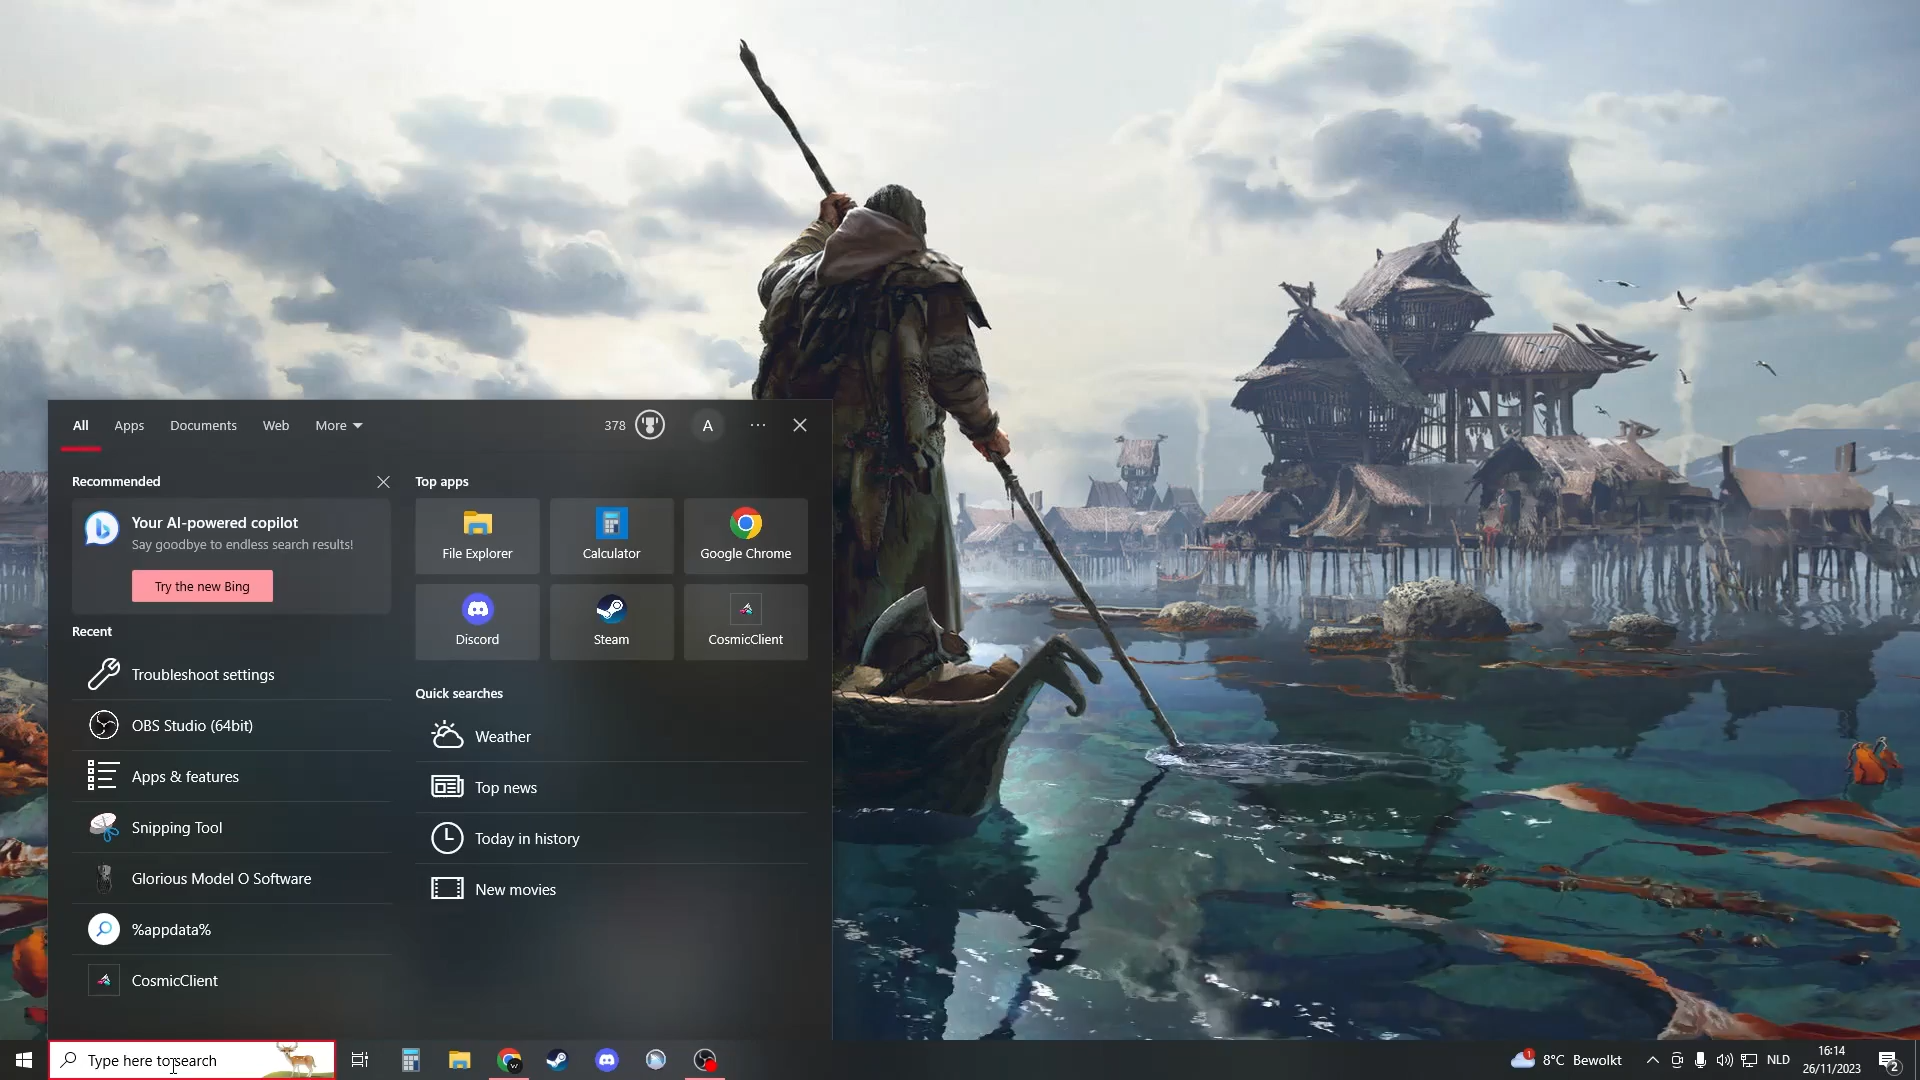 All
Apps
Documents
Web
More
378
A
Recommended
Your AI-powered copilot
Say goodbye to endless search results!
Try the new Bing
Recent
Troubleshoot settings
OBS Studio (64bit)
Apps & features
Snipping Tool
Glorious Model O Software
%appdata%
CosmicClient
Top apps
File Explorer
Calculator
Google Chrome
Discord
Steam
CosmicClient
Quick searches
Weather
Top news
Today in history
New movies
Type here to search
w
1
8°C Bewolkt
NLD
16:14
26/11/2023
2